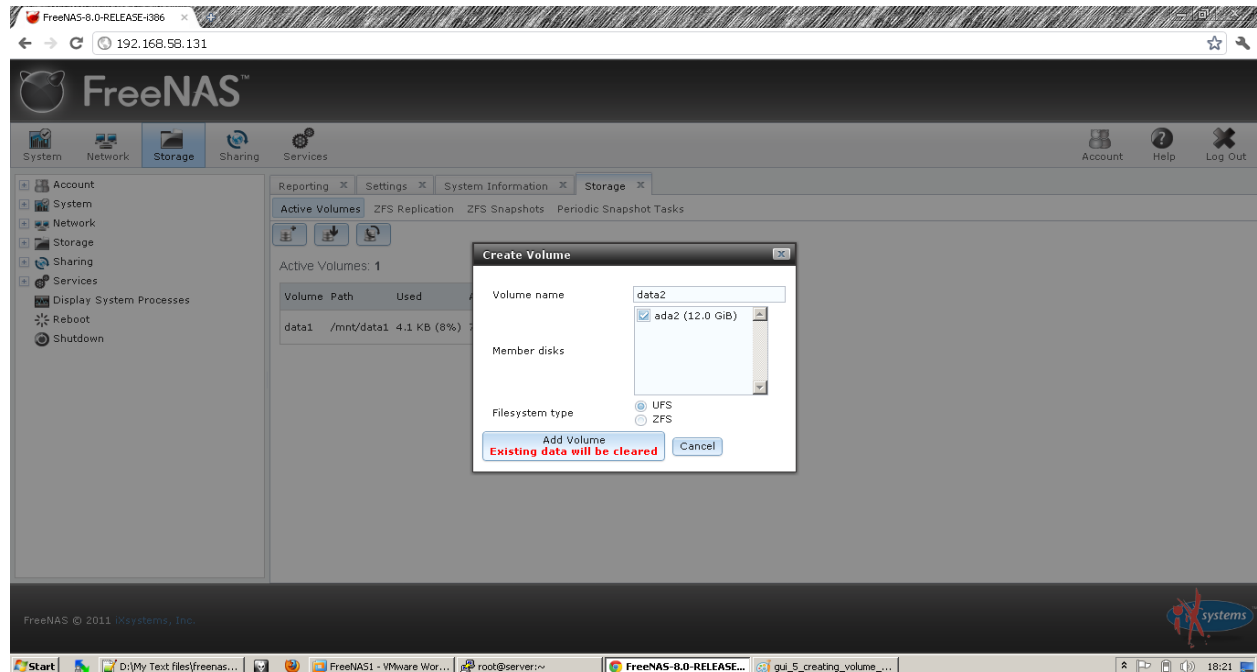 FreeNAS-8.0-RELEASE-i386
192.168.58.131
FreeNAS™
System Network Storage Sharing Services Account Help Log Out
Account
System
Network
Storage
Sharing
Services
Display System Processes
Reboot
Shutdown
Reporting Settings System Information Storage
Active Volumes ZFS Replication ZFS Snapshots Periodic Snapshot Tasks
Active Volumes: 1
Volume Path Used
data1 /mnt/data1 4.1 KB (8%)
Create Volume
Volume name data2
Member disks ada2 (12.0 GiB)
Filesystem type UFS
ZFS
Add Volume
Existing data will be cleared
Cancel
FreeNAS © 2011 iXsystems, Inc.
iX systems
Start D:\My Text files\freenas... FreeNAS1 - VMware Wor... root@server:~ FreeNAS-8.0-RELEASE... gui_5_creating_volume_... 18:21